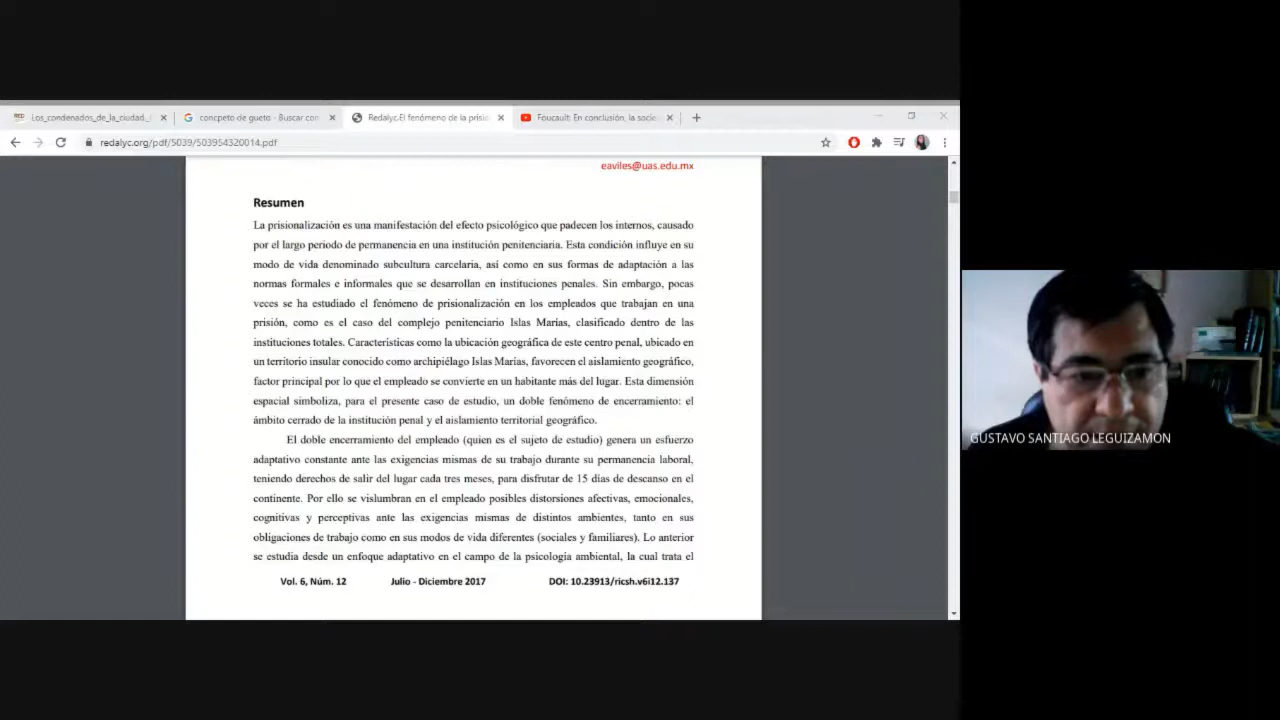 Los_condenados_de_la_ciudad.
concpeto de gueto - Buscar con
Redalyc.El fenómeno de la prisio
Foucault: En conclusión, la socie
redalyc.org/pdf/5039/503954320014.pdf
eaviles@uas.edu.mx
Resumen
La prisionalización es una manifestación del efecto psicológico que padecen los internos, causado
por el largo periodo de permanencia en una institución penitenciaria. Esta condición influye en su
modo de vida denominado subcultura carcelaria, así como en sus formas de adaptación a las
normas formales e informales que se desarrollan en instituciones penales. Sin embargo, pocas
veces se ha estudiado el fenómeno de prisionalización en los empleados que trabajan en una
prisión, como es el caso del complejo penitenciario Islas Marías, clasificado dentro de las
instituciones totales. Características como la ubicación geográfica de este centro penal, ubicado en
un territorio insular conocido como archipiélago Islas Marías, favorecen el aislamiento geográfico,
factor principal por lo que el empleado se convierte en un habitante más del lugar. Esta dimensión
espacial simboliza, para el presente caso de estudio, un doble fenómeno de encerramiento: el
ámbito cerrado de la institución penal y el aislamiento territorial geográfico.
El doble encerramiento del empleado (quien es el sujeto de estudio) genera un esfuerzo
adaptativo constante ante las exigencias mismas de su trabajo durante su permanencia laboral,
teniendo derechos de salir del lugar cada tres meses, para disfrutar de 15 días de descanso en el
continente. Por ello se vislumbran en el empleado posibles distorsiones afectivas, emocionales,
cognitivas y perceptivas ante las exigencias mismas de distintos ambientes, tanto en sus
obligaciones de trabajo como en sus modos de vida diferentes (sociales y familiares). Lo anterior
se estudia desde un enfoque adaptativo en el campo de la psicología ambiental, la cual trata el
Vol. 6, Núm. 12 Julio - Diciembre 2017 DOI: 10.23913/ricsh.v6i12.137
GUSTAVO SANTIAGO LEGUIZAMON